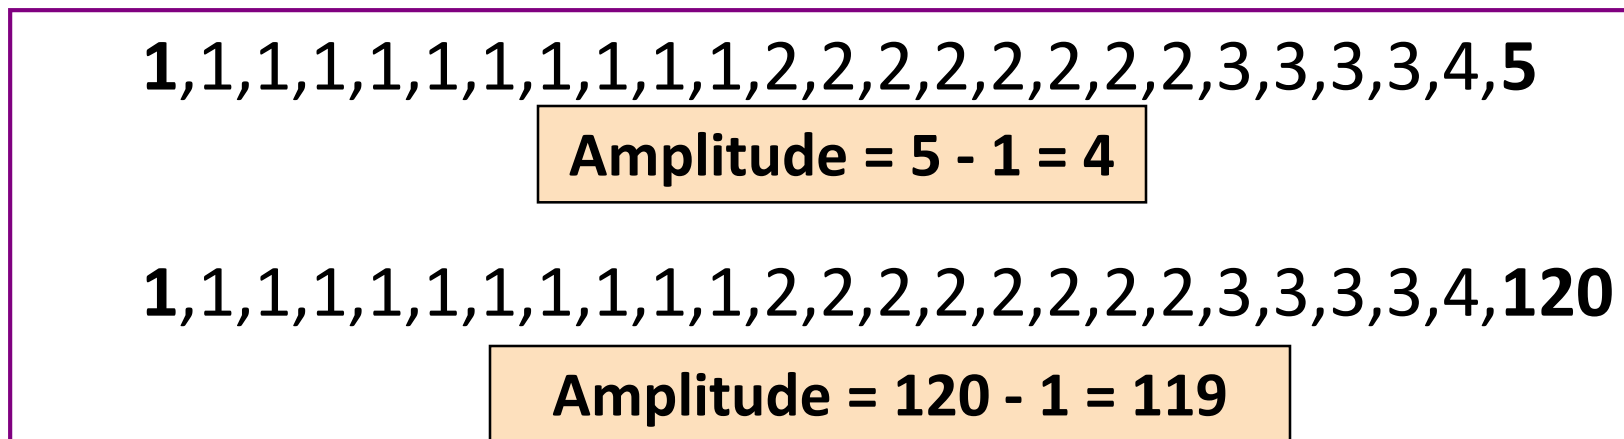 1,1,1,1,1,1,1,1,1,1,1,2,2,2,2,2,2,2,2,3,3,3,3,4,5
Amplitude = 5 - 1 = 4
1,1,1,1,1,1,1,1,1,1,1,2,2,2,2,2,2,2,2,3,3,3,3,4,120
Amplitude = 120 - 1 = 119